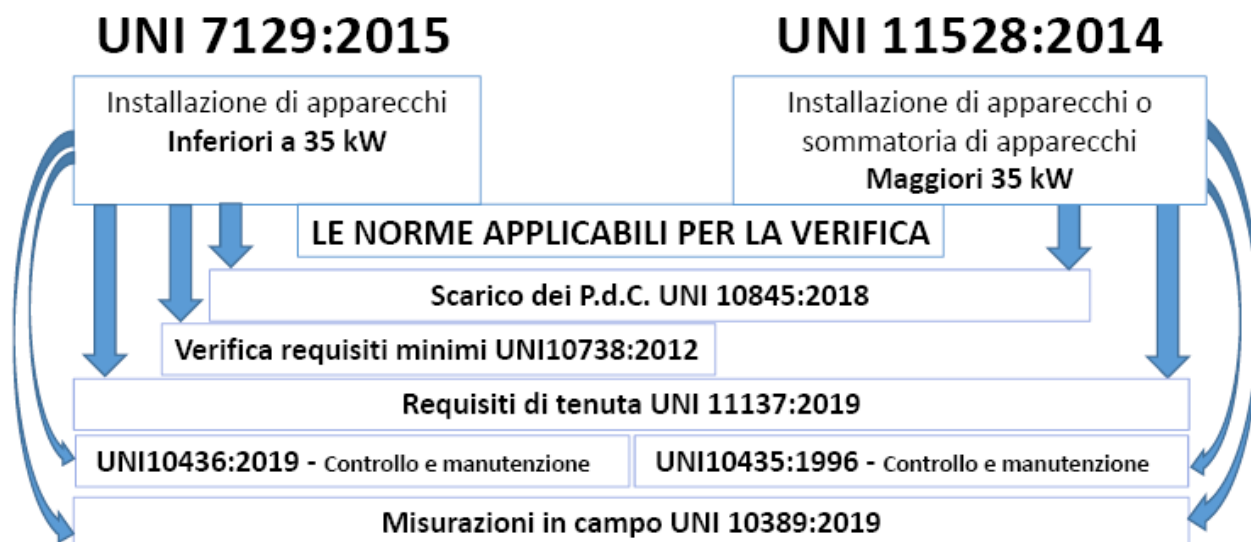 UNI 7129:2015
UNI 11528:2014
Installazione di apparecchi
Inferiori a 35 kW
Installazione di apparecchi o
sommatoria di apparecchi
Maggiori 35 kW
LE NORME APPLICABILI PER LA VERIFICA
Scarico dei P.d.C. UNI 10845:2018
Verifica requisiti minimi UNI10738:2012
Requisiti di tenuta UNI 11137:2019
UNI10436:2019 - Controllo e manutenzione
UNI10435:1996 - Controllo e manutenzione
Misurazioni in campo UNI 10389:2019